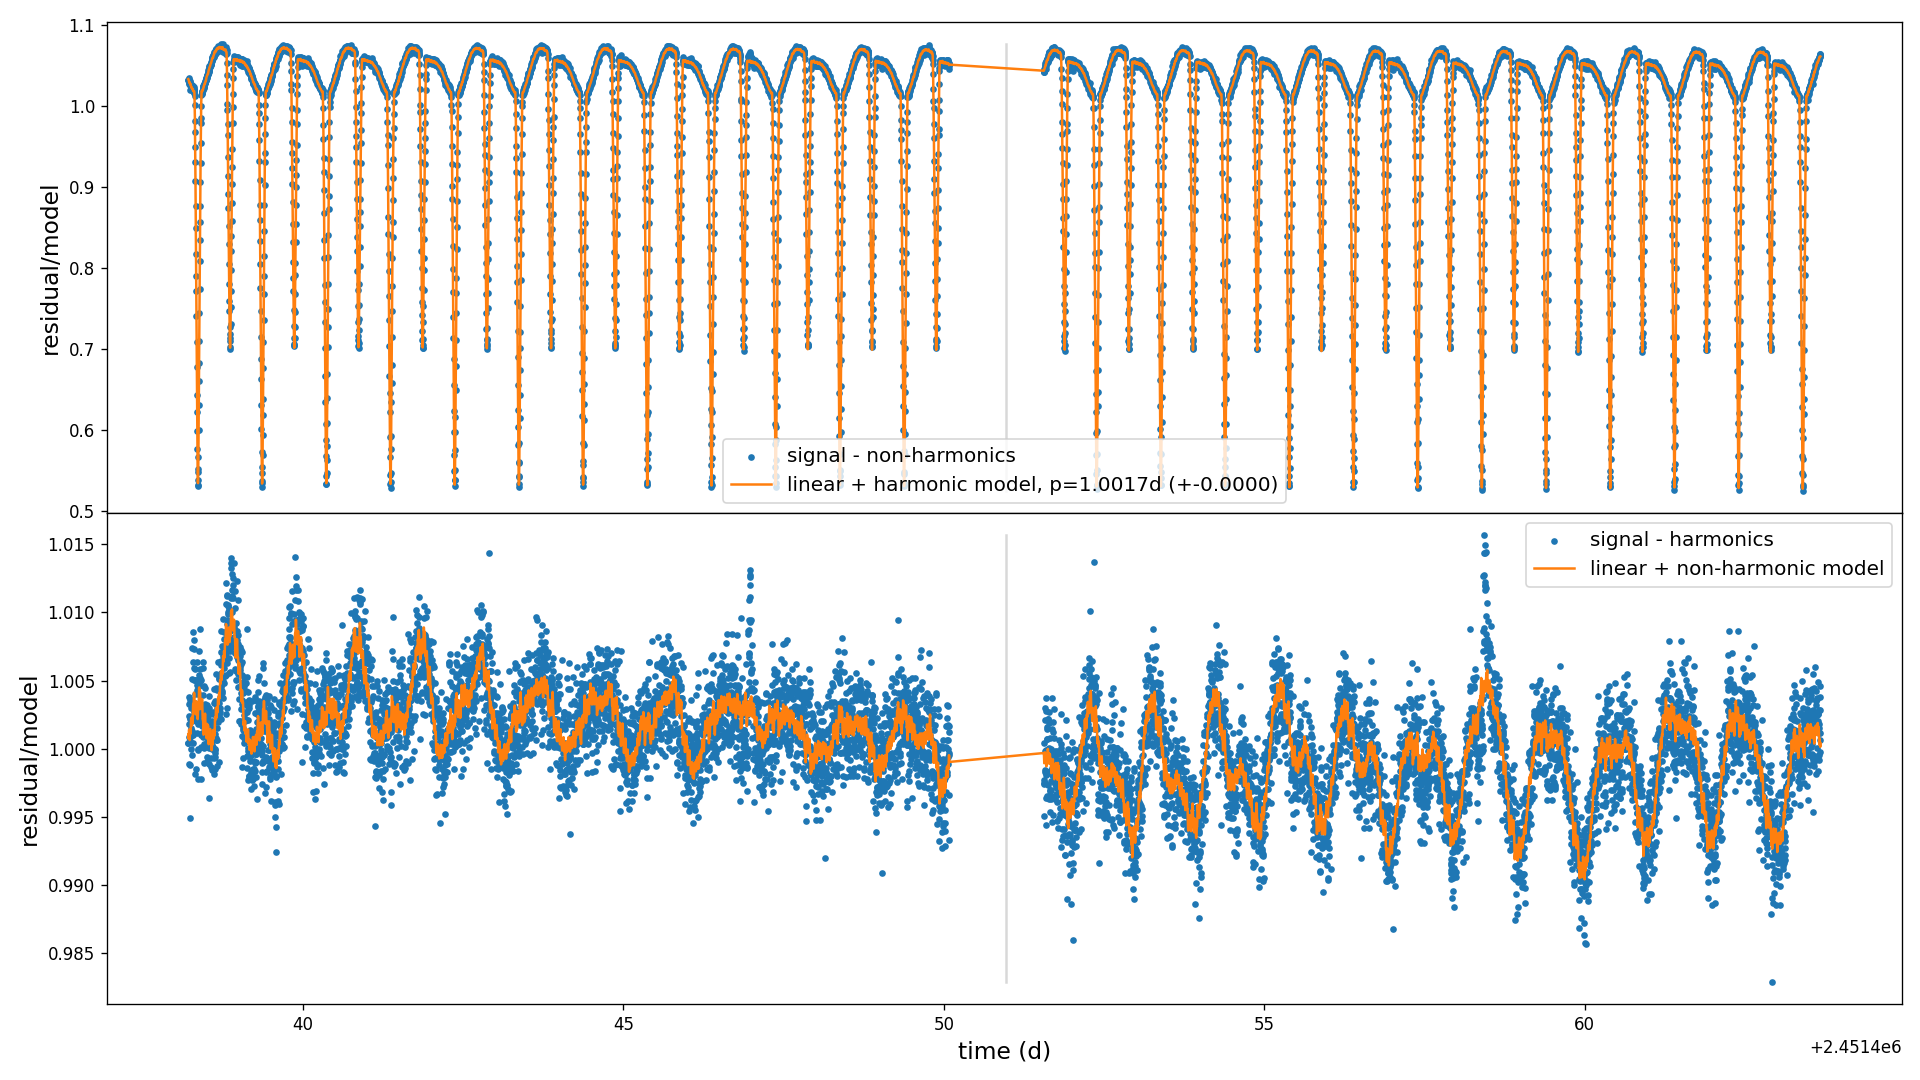 1.1
1.0
0.9
0.8
0.7
0.6
0.5
residual/model
signal - non-harmonics
linear + harmonic model, p=1.0017d (+-0.0000)
1.015
1.010
1.005
1.000
0.995
0.990
0.985
residual/model
signal - harmonics
linear + non-harmonic model
40 45 50 55 60
time (d)
+2.4514e6